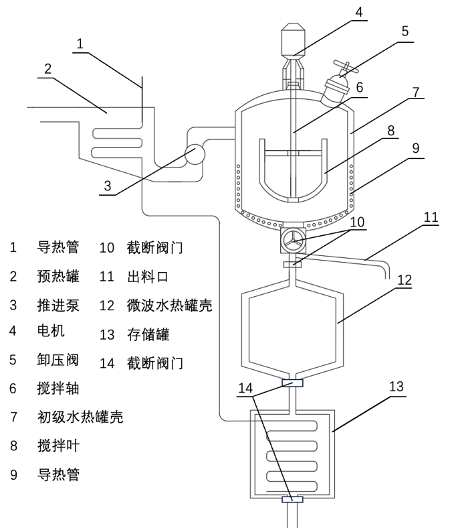 4
1
5
2
6
7
8
9
3
10
11
1 导热管 10 截断阀门
2 预热罐 11 出料口
12
3 推进泵 12 微波水热罐壳
4 电机 13 存储罐
5 卸压阀 14 截断阀门
6 搅拌轴
14
13
7 初级水热罐壳
8 搅拌叶
9 导热管